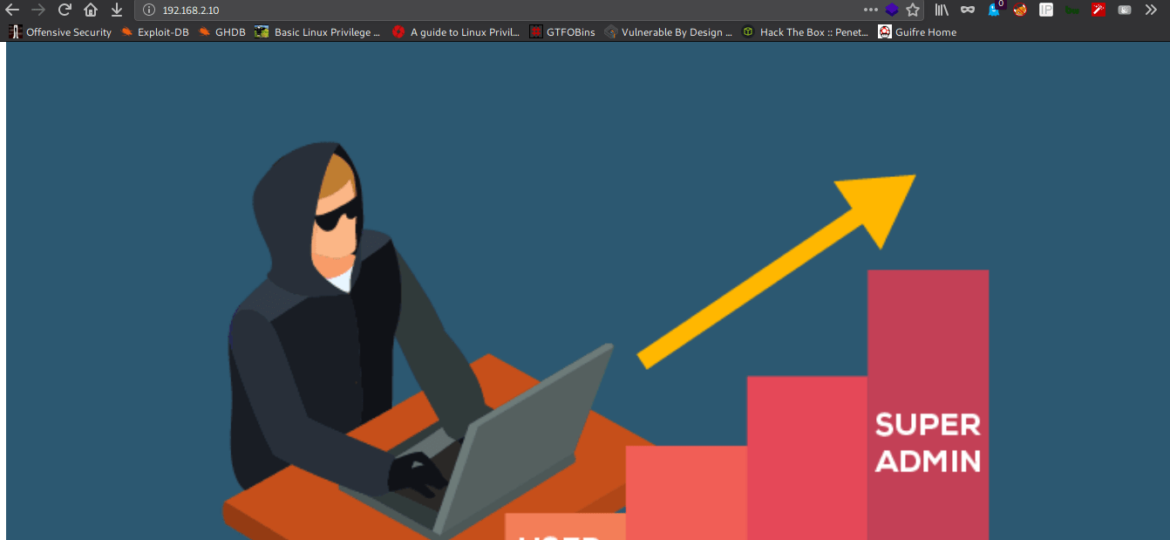 192.168.2.10
0
Offensive Security Exploit-DB GHDB Basic Linux Privilege ... A guide to Linux Privil... GTFOBins Vulnerable By Design ... Hack The Box :: Penet... Guifre Home
SUPER
ADMIN